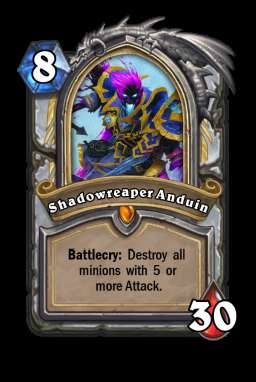 8
Shadowreaper Anduin
Battlecry: Destroy all
minions with 5 or
more Attack.
30